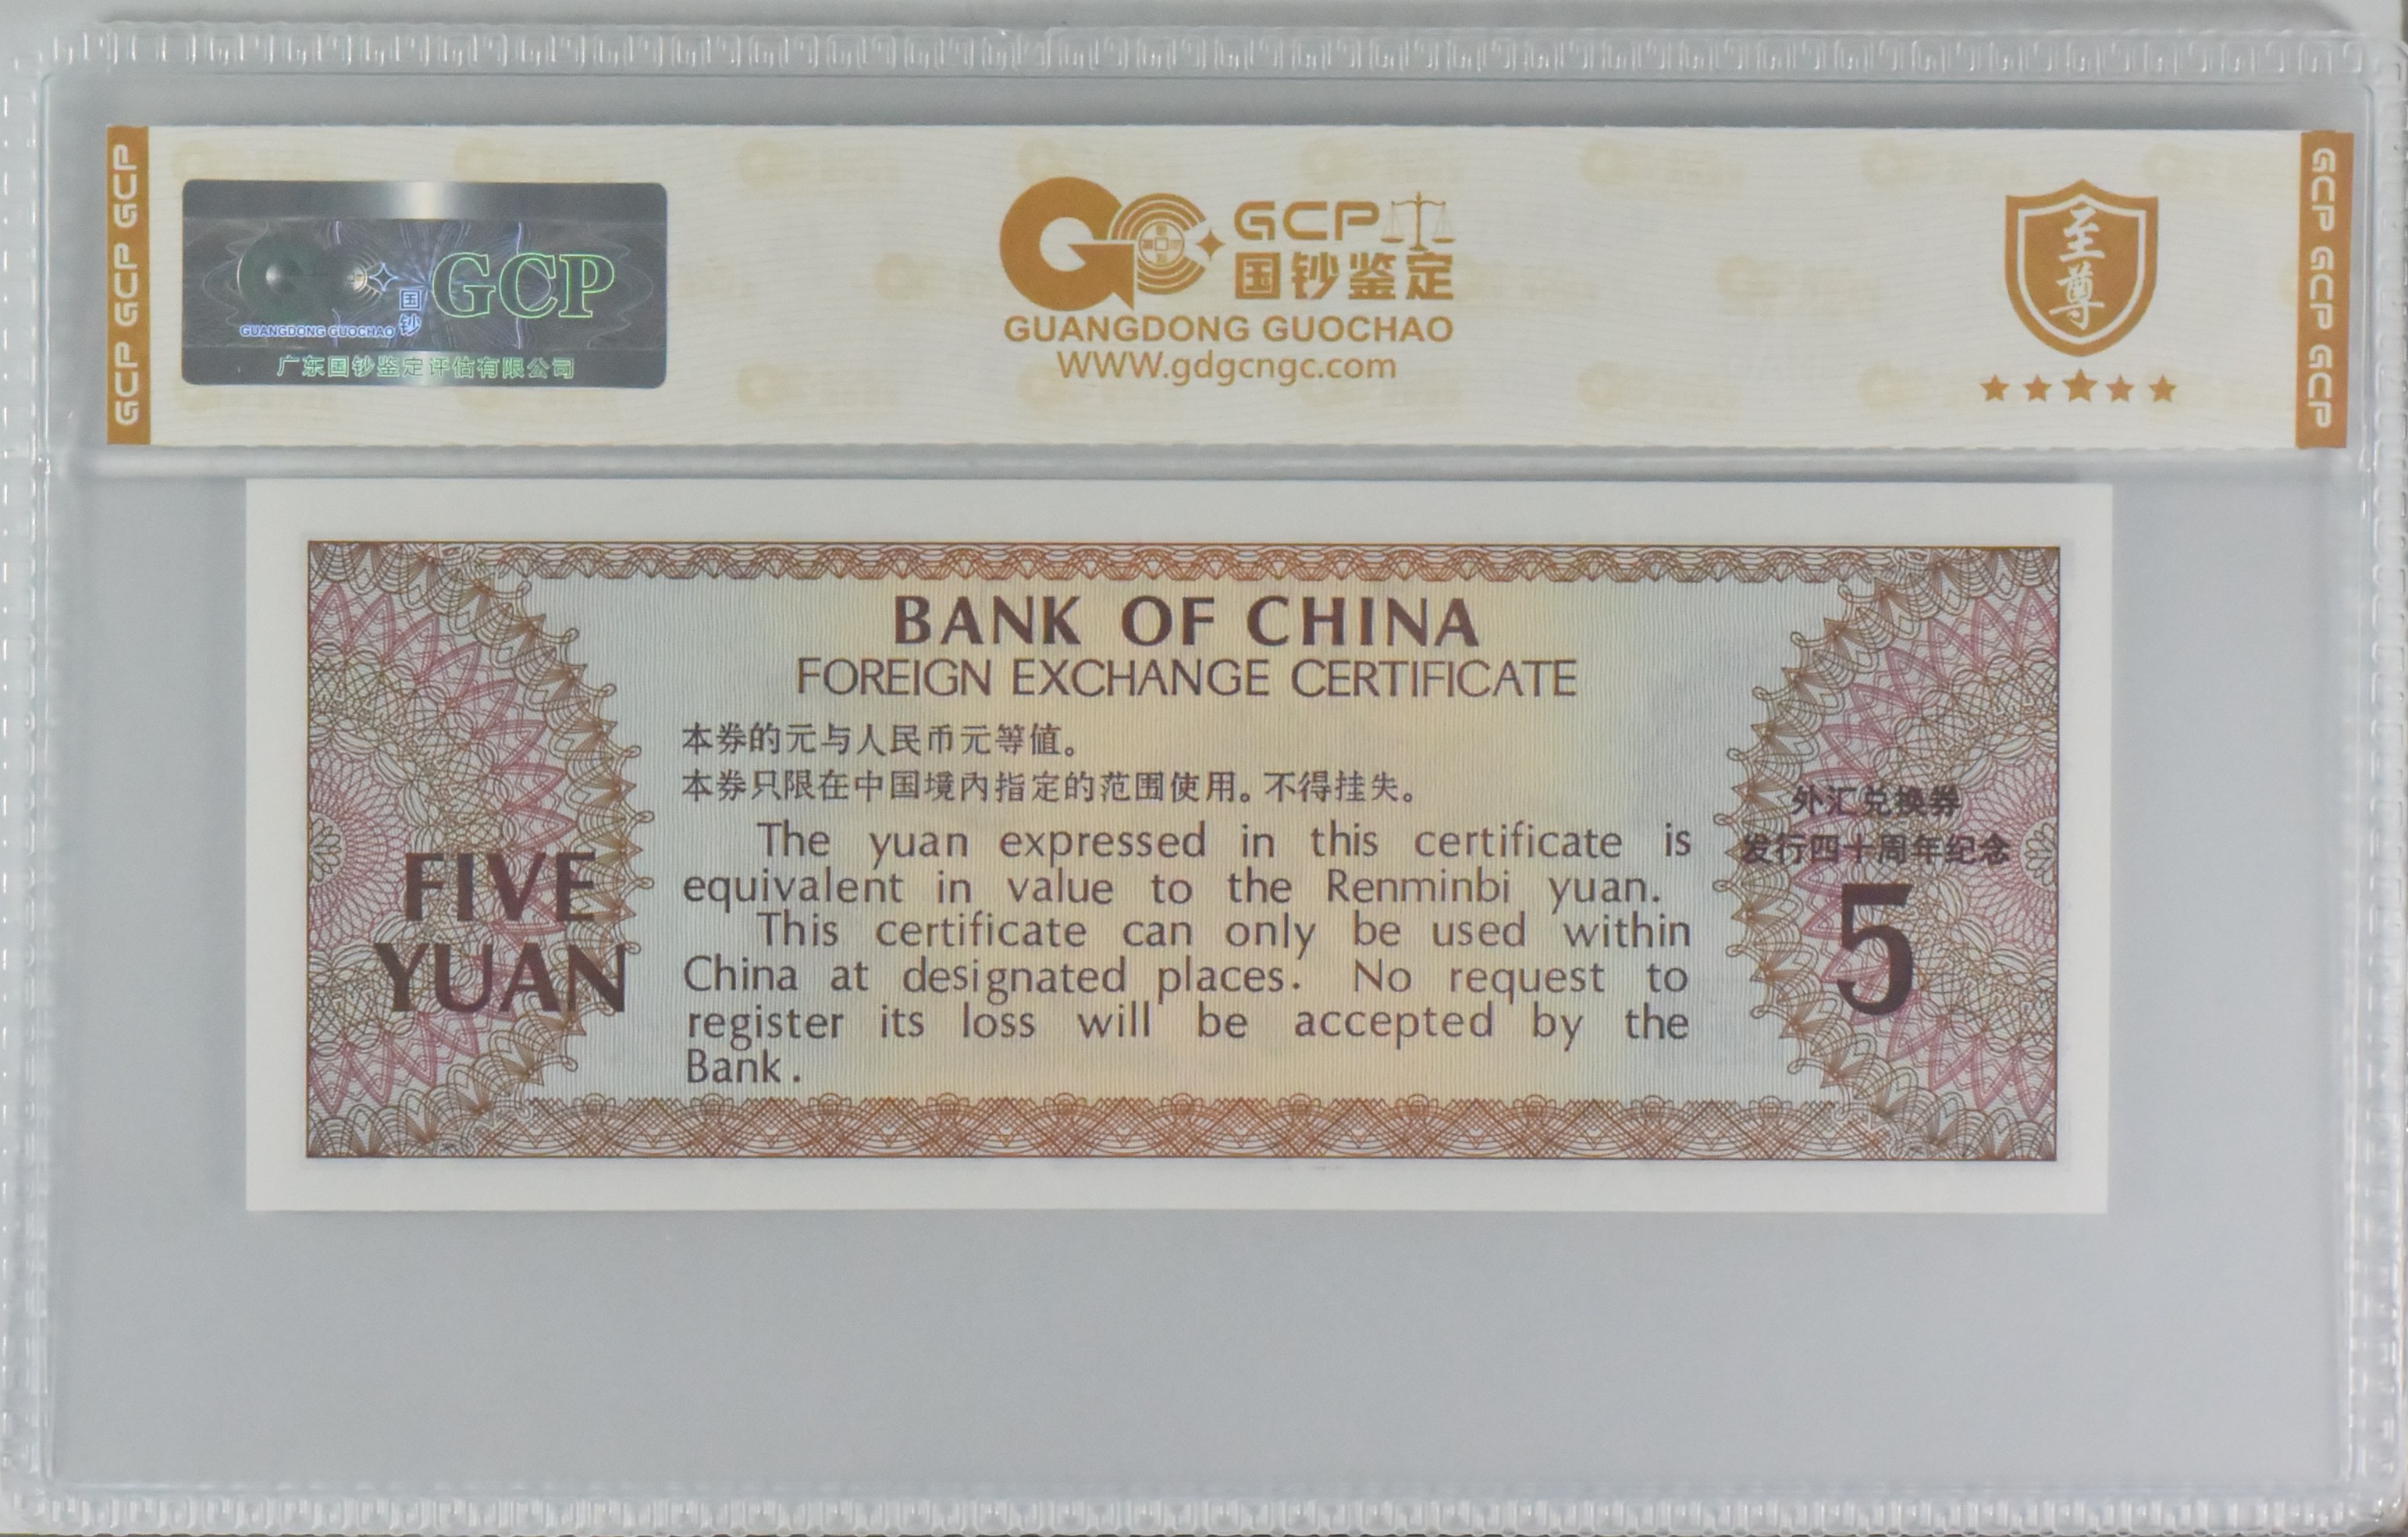 GCP GCP GCP
国钞
GCP
GUANGDONG GUOCHAO
广东国钞鉴定评估有限公司
GCP
国钞鉴定
GUANGDONG GUOCHAO
WWW.gdgcngc.com
至尊
GCP GCP GCP
BANK OF CHINA
FOREIGN EXCHANGE CERTIFICATE
本券的元与人民币元等值。
本券只限在中国境内指定的范围使用。不得挂失。
The yuan expressed in this certificate is
equivalent in value to the Renminbi yuan.
This certificate can only be used within
China at designated places. No request to
register its loss will be accepted by the
Bank.
FIVE
YUAN
外汇兑换券
发行四十周年纪念
5